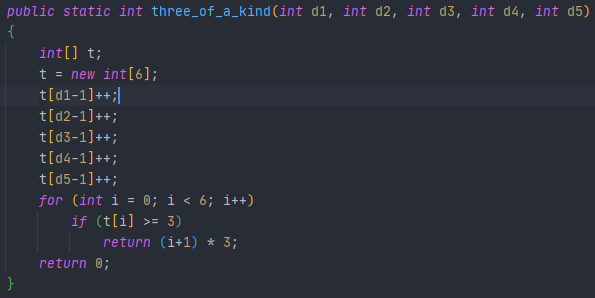 public static int three_of_a_kind(int d1, int d2, int d3, int d4, int d5)
{
    int[] t;
    t = new int[6];
    t[d1-1]++;
    t[d2-1]++;
    t[d3-1]++;
    t[d4-1]++;
    t[d5-1]++;
    for (int i = 0; i < 6; i++)
        if (t[i] >= 3)
            return (i+1) * 3;
    return 0;
}